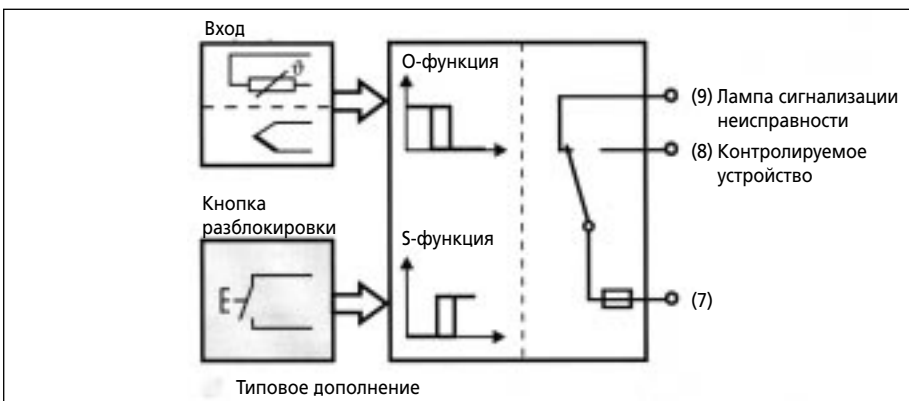 Вход
ϑ
О-функция
(9) Лампа сигнализации
неисправности
(8) Контролируемое
устройство
Кнопка
разблокировки
S-функция
(7)
Типовое дополнение